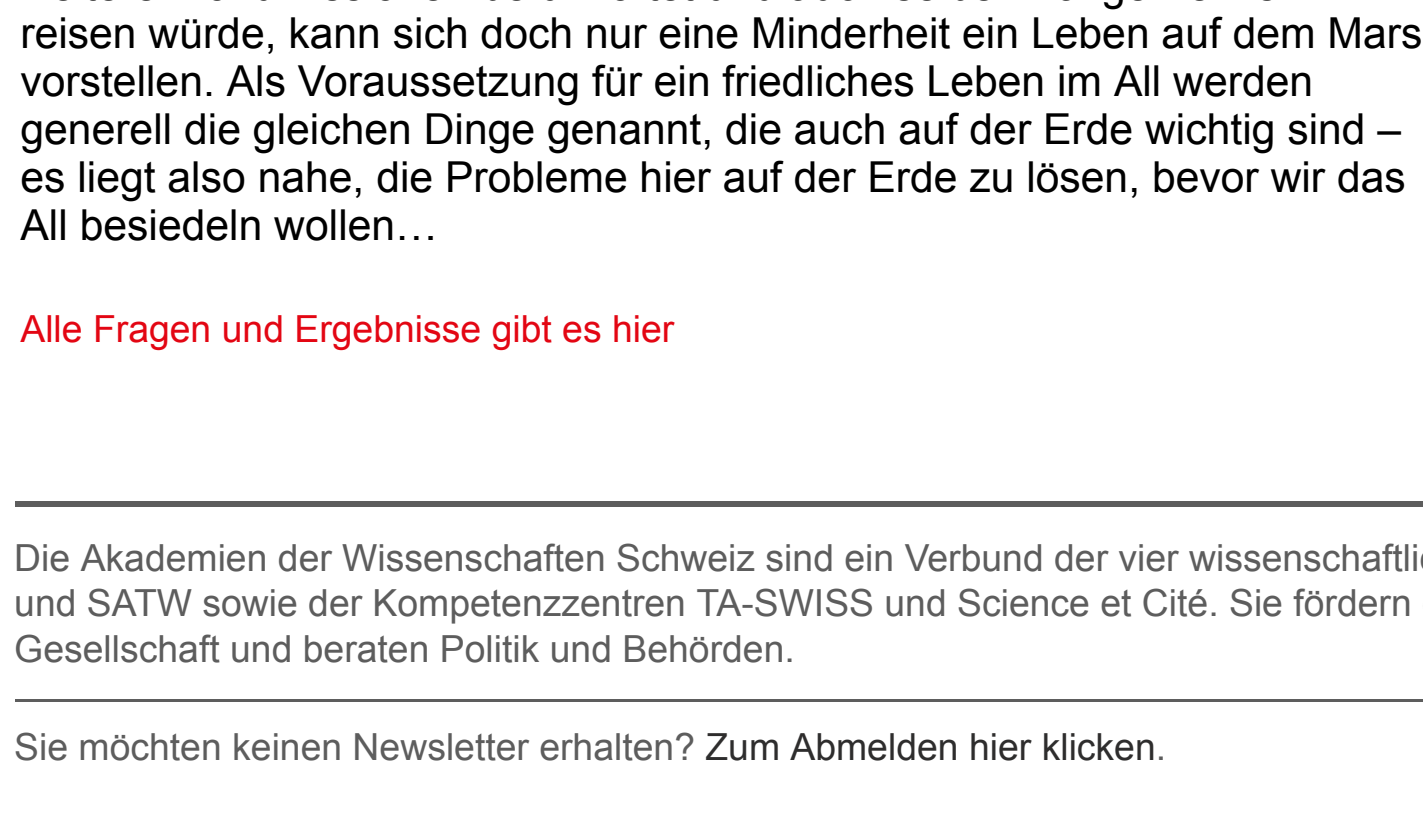 reisen würde, kann sich doch nur eine Minderheit ein Leben auf dem Mars
vorstellen. Als Voraussetzung für ein friedliches Leben im All werden
generell die gleichen Dinge genannt, die auch auf der Erde wichtig sind –
es liegt also nahe, die Probleme hier auf der Erde zu lösen, bevor wir das
All besiedeln wollen…
Alle Fragen und Ergebnisse gibt es hier
Die Akademien der Wissenschaften Schweiz sind ein Verbund der vier
und SATW sowie der Kompetenzzentren TA-SWISS und Science et Cité. Sie fördern
Gesellschaft und beraten Politik und Behörden.
Sie möchten keinen Newsletter erhalten? Zum Abmelden hier klicken.